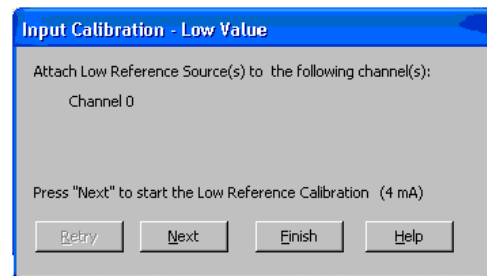 Input Calibration - Low Value
Attach Low Reference Source(s) to the following channel(s):
Channel 0
Press "Next" to start the Low Reference Calibration (4 mA)
Retry Next Finish Help